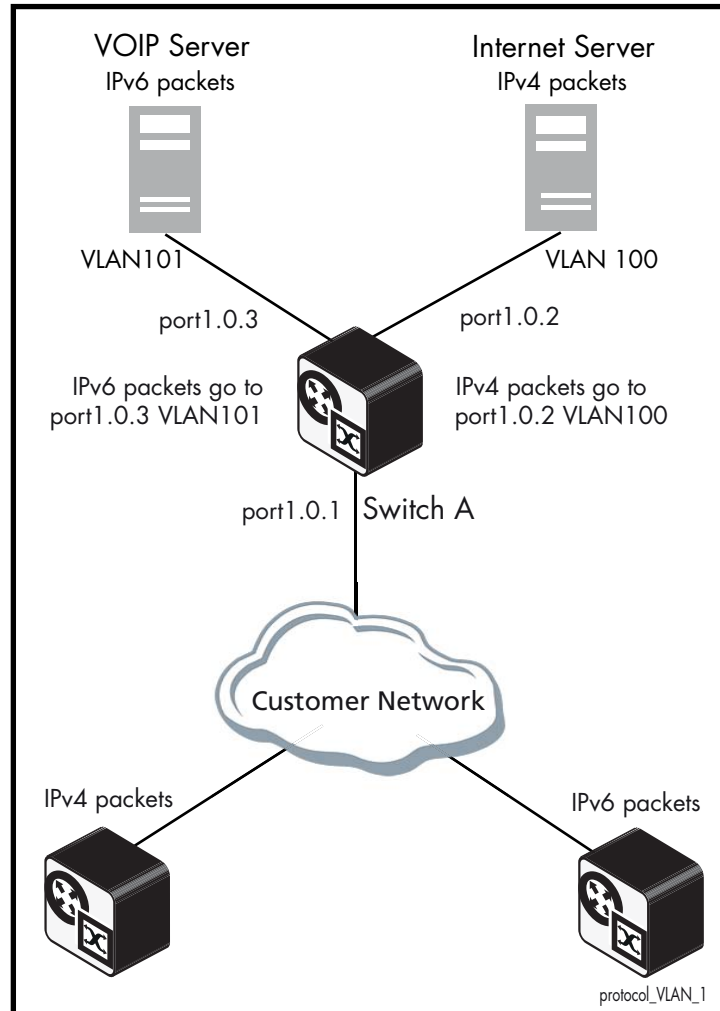 VOIP Server
IPv6 packets
Internet Server
IPv4 packets
VLAN101
VLAN 100
port1.0.3
port1.0.2
IPv6 packets go to
port1.0.3 VLAN101
IPv4 packets go to
port1.0.2 VLAN100
port1.0.1
Switch A
Customer Network
IPv4 packets
IPv6 packets
protocol_VLAN_1